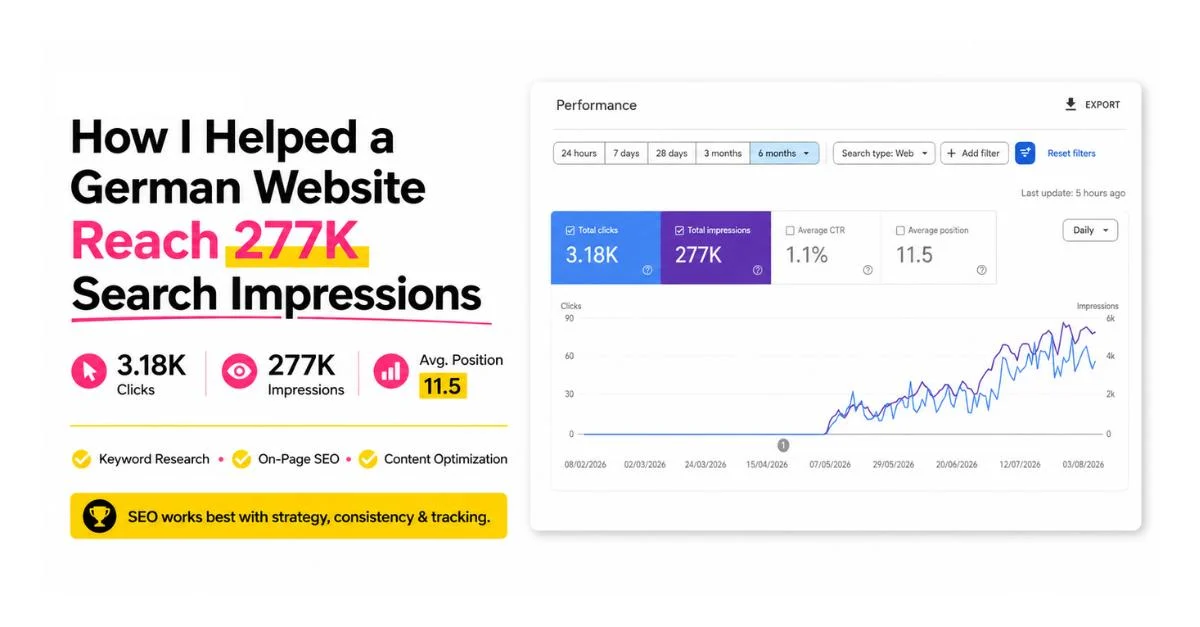 How I Helped a
German Website
Reach 277K
Search Impressions
3.18K
Clicks
277K
Impressions
Avg. Position
11.5
Keyword Research • On-Page SEO • Content Optimization
SEO works best with strategy, consistency & tracking.
Performance
EXPORT
24 hours 7 days 28 days 3 months 6 months
Search type: Web
+ Add filter
Reset filters
Last update: 5 hours ago
Total clicks
3.18K
Total impressions
277K
Average CTR
1.1%
Average position
11.5
Daily
Clicks
Impressions
90
60
30
0
6k
4k
2k
0
1
08/02/2026 02/03/2026 24/03/2026 15/04/2026 07/05/2026 29/05/2026 20/06/2026 12/07/2026 03/08/2026